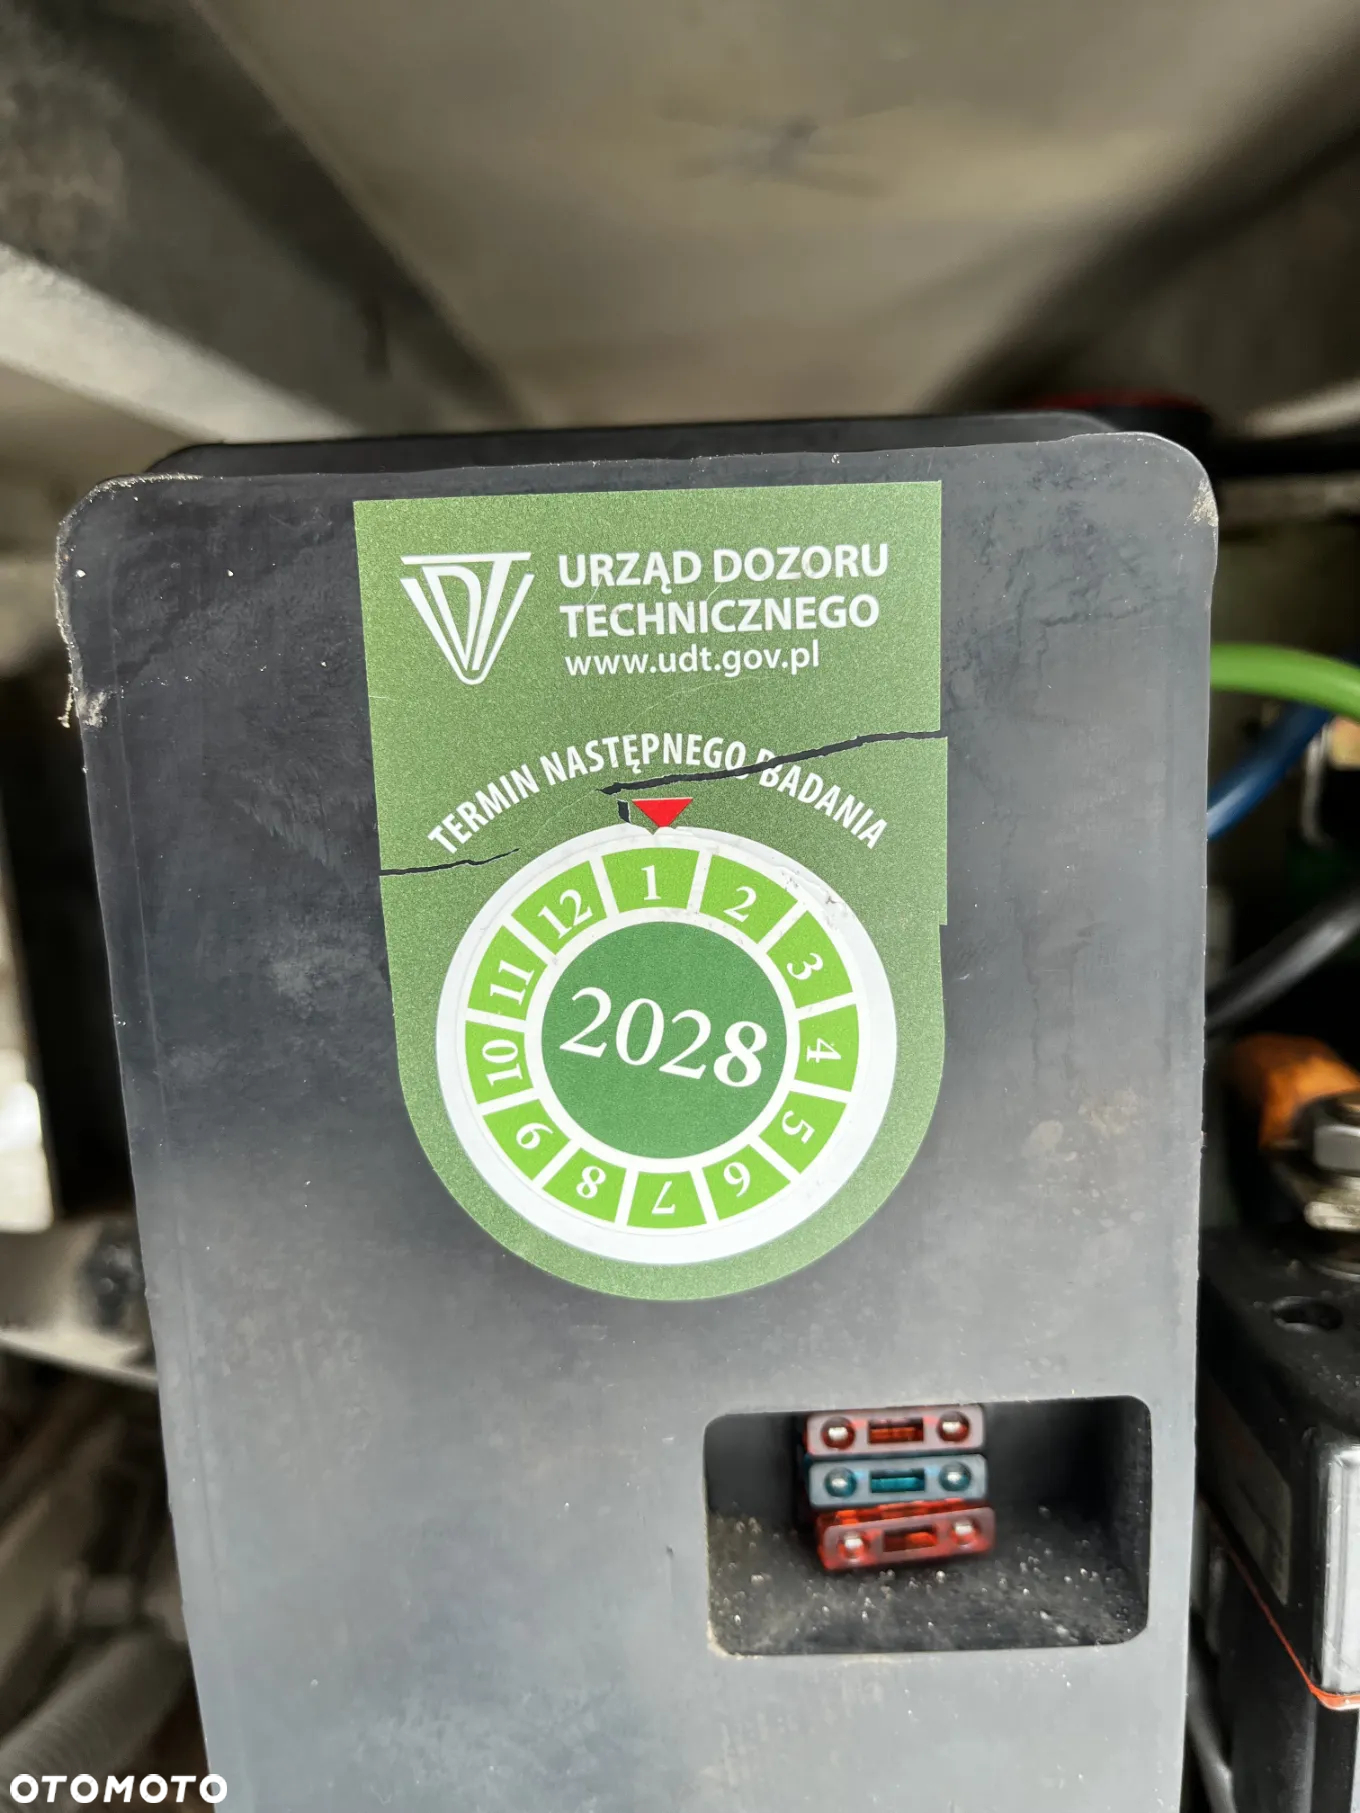 URZĄD DOZORU
TECHNICZNEGO
www.udt.gov.pl
TERMIN NASTĘPNEGO BADANIA
1
2
3
4
5
6
7
8
9
10
11
12
2028
OTOMOTO